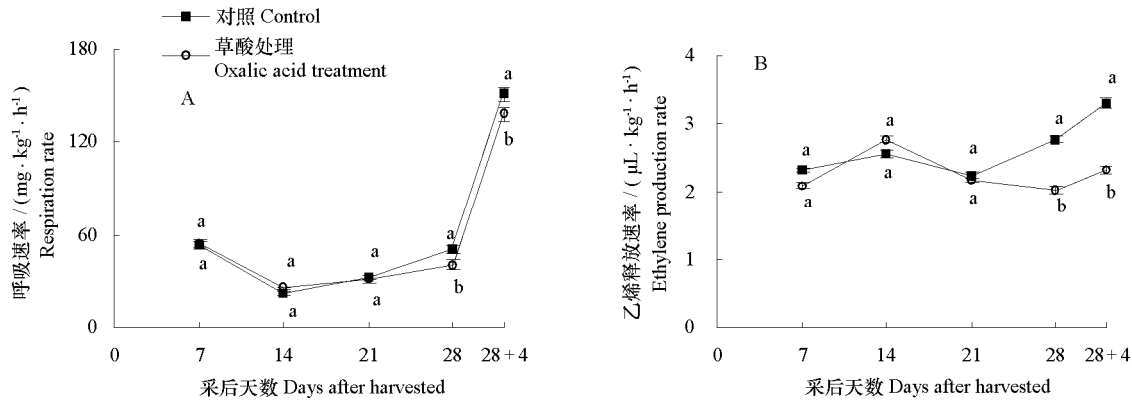 对照 Control
草酸处理
Oxalic acid treatment
A
呼吸速率 / (mg · kg⁻¹ · h⁻¹)
Respiration rate
180
120
60
0
a
a
a
a
a
a
a
b
a
b
0 7 14 21 28 28 + 4
采后天数 Days after harvested
B
乙烯释放速率 / ( μL · kg⁻¹ · h⁻¹)
Ethylene production rate
4
3
2
1
0
a
a
a
a
a
a
a
b
a
b
0 7 14 21 28 28 + 4
采后天数 Days after harvested